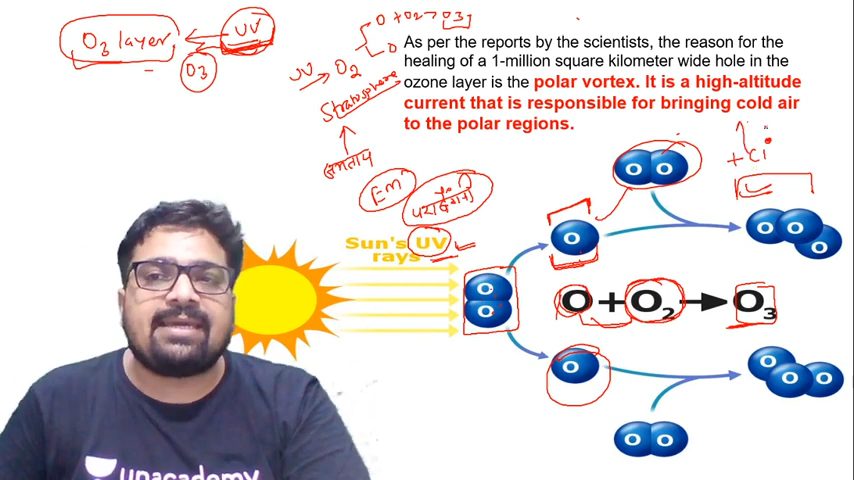 O3 layer
UV
O3
UV
O2
O + O2 → O3
O
Stratosphere
समताप
As per the reports by the scientists, the reason for the
healing of a 1-million square kilometer wide hole in the
ozone layer is the polar vortex. It is a high-altitude
current that is responsible for bringing cold air
to the polar regions.
+ Cl
Em
Sun's UV
rays
O O
O
O O
O
O
O
O
O + O2 → O3
O
O
O
O
O O
unacademy